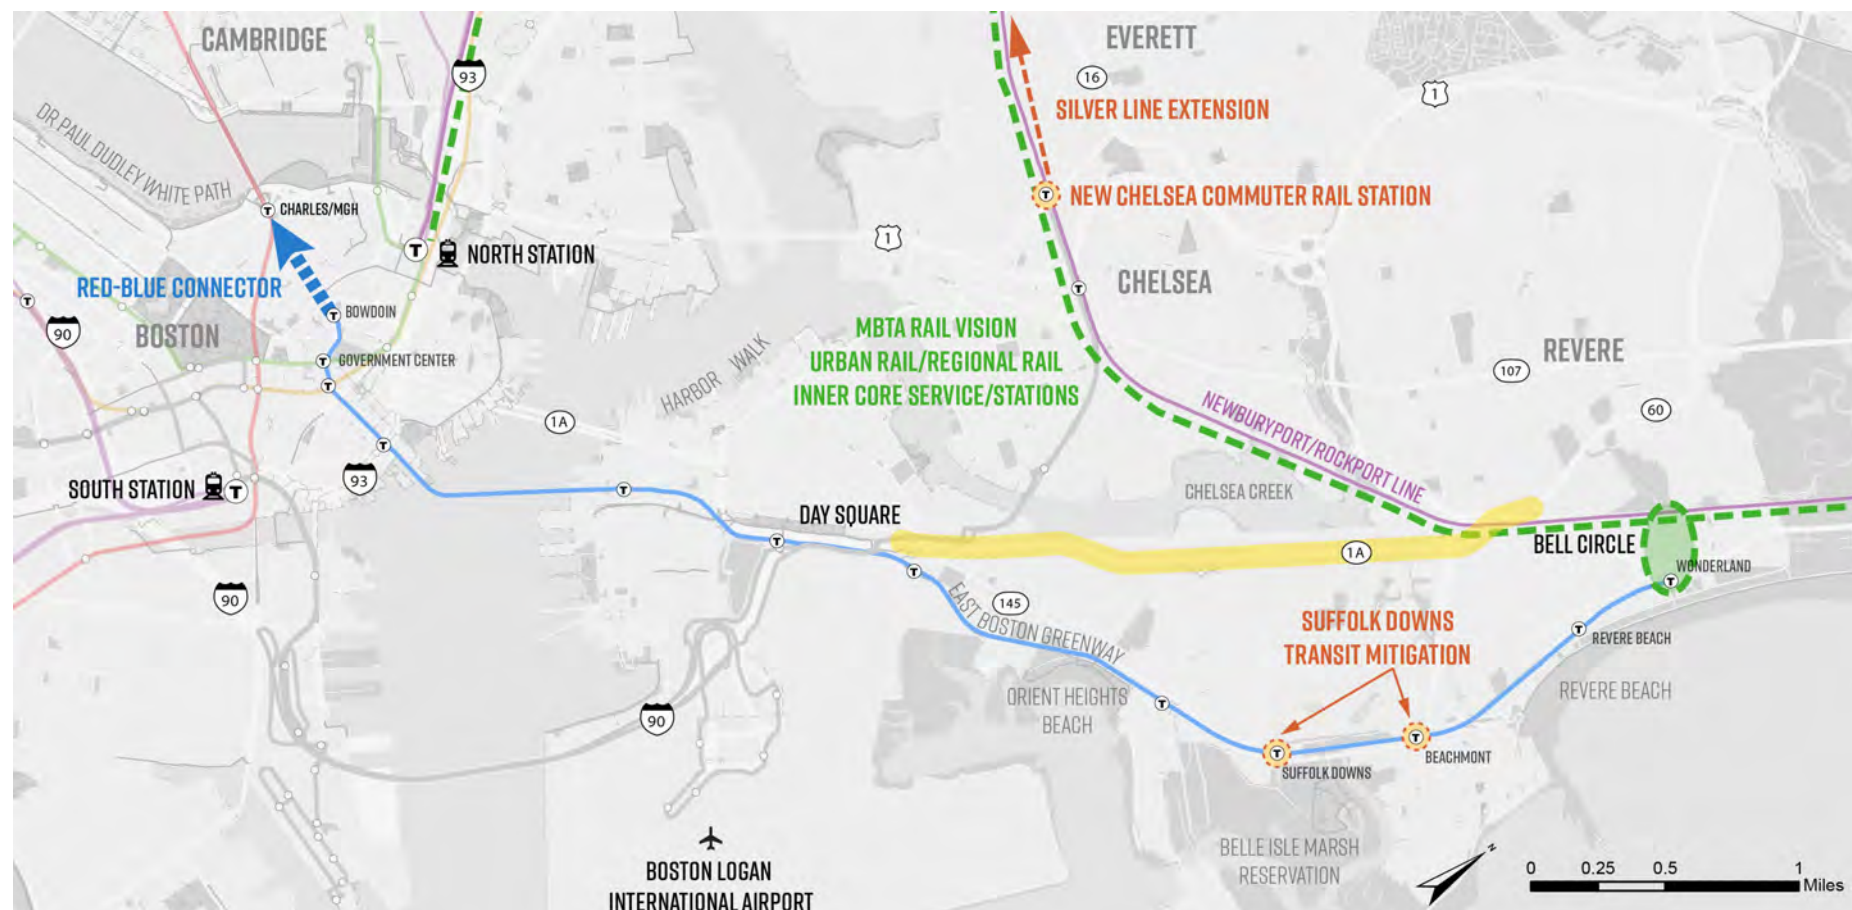 CAMBRIDGE
93
EVERETT
16
1
SILVER LINE EXTENSION
DR PAUL DUDLEY WHITE PATH
T
NEW CHELSEA COMMUTER RAIL STATION
T
CHARLES/MGH
T
NORTH STATION
1
CHELSEA
RED-BLUE CONNECTOR
T
T
BOWDOIN
90
BOSTON
MBTA RAIL VISION
URBAN RAIL/REGIONAL RAIL
INNER CORE SERVICE/STATIONS
T
GOVERNMENT CENTER
T
HARBOR WALK
REVERE
107
60
1A
NEWBURYPORT/ROCKPORT LINE
T
SOUTH STATION
T
93
T
CHELSEA CREEK
DAY SQUARE
T
1A
BELL CIRCLE
T
WONDERLAND
T
90
145
EAST BOSTON GREENWAY
SUFFOLK DOWNS
TRANSIT MITIGATION
T
REVERE BEACH
REVERE BEACH
ORIENT HEIGHTS
BEACH
T
90
T
SUFFOLK DOWNS
T
BEACHMONT
BELLE ISLE MARSH
RESERVATION
BOSTON LOGAN
INTERNATIONAL AIRPORT
N
0 0.25 0.5 1
Miles